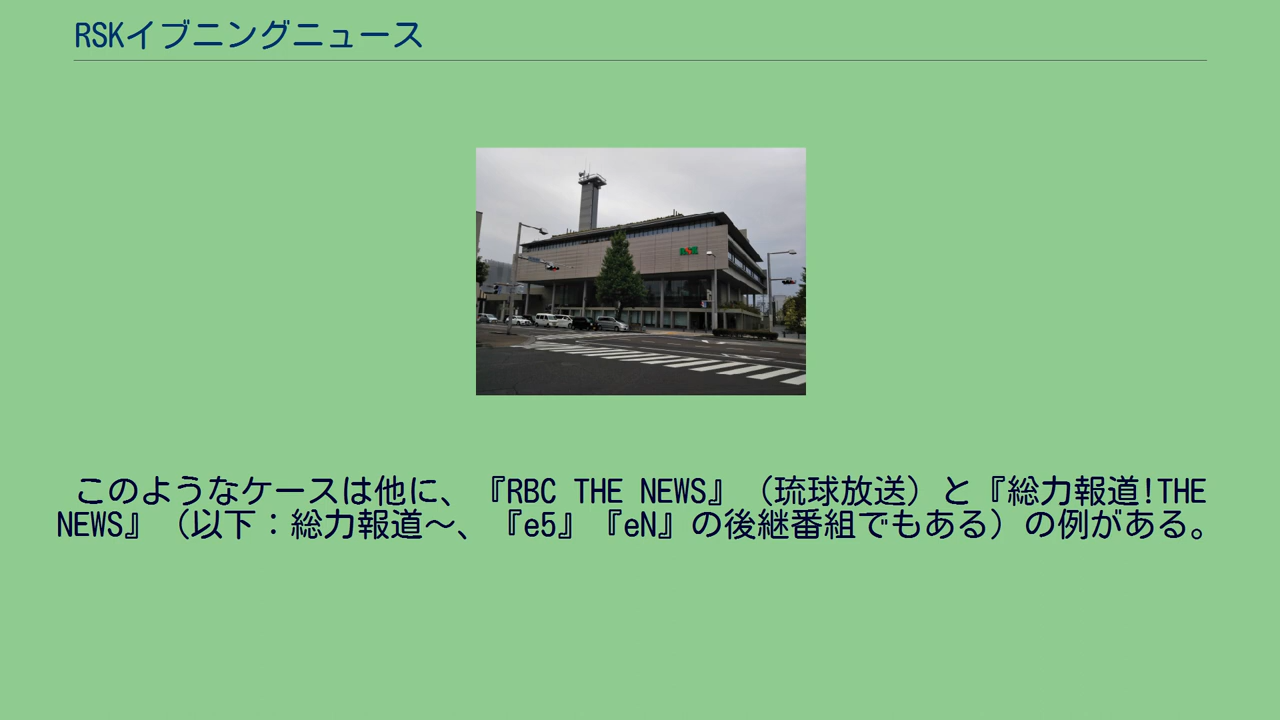 RSKイブニングニュース
RSK
このようなケースは他に、『RBC THE NEWS』（琉球放送）と『総力報道!THE
NEWS』（以下：総力報道〜、『e5』『eN』の後継番組でもある）の例がある。